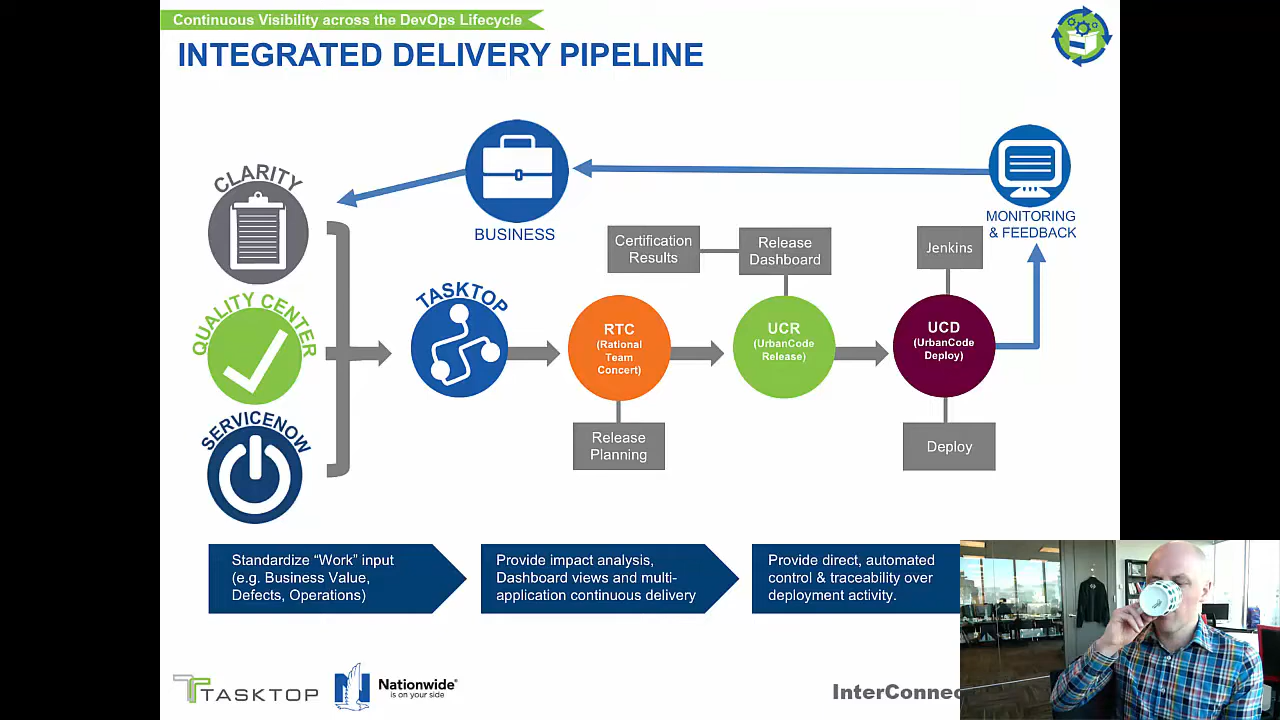 Continuous Visibility across the DevOps Lifecycle
INTEGRATED DELIVERY PIPELINE
CLARITY
BUSINESS
MONITORING
& FEEDBACK
Certification
Results
Release
Dashboard
Jenkins
QUALITY CENTER
TASKTOP
RTC
(Rational
Team
Concert)
UCR
(UrbanCode
Release)
UCD
(UrbanCode
Deploy)
SERVICENOW
Release
Planning
Deploy
Standardize “Work” input
(e.g. Business Value,
Defects, Operations)
Provide impact analysis,
Dashboard views and multi-
application continuous delivery
Provide direct, automated
control & traceability over
deployment activity.
TASKTOP
Nationwide®
is on your side
InterConnec